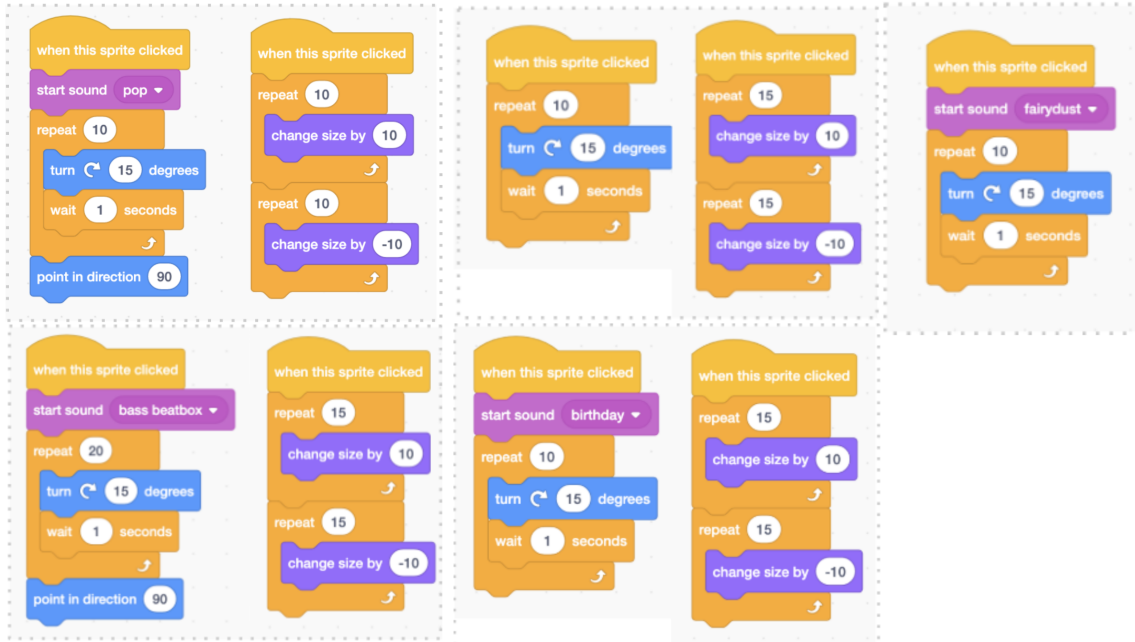 when this sprite clicked
start sound pop
repeat 10
turn 15 degrees
wait 1 seconds
point in direction 90
when this sprite clicked
repeat 10
change size by 10
repeat 10
change size by -10
when this sprite clicked
repeat 10
turn 15 degrees
wait 1 seconds
when this sprite clicked
repeat 15
change size by 10
repeat 15
change size by -10
when this sprite clicked
start sound fairydust
repeat 10
turn 15 degrees
wait 1 seconds
when this sprite clicked
start sound bass beatbox
repeat 20
turn 15 degrees
wait 1 seconds
point in direction 90
when this sprite clicked
repeat 15
change size by 10
repeat 15
change size by -10
when this sprite clicked
start sound birthday
repeat 10
turn 15 degrees
wait 1 seconds
when this sprite clicked
repeat 15
change size by 10
repeat 15
change size by -10